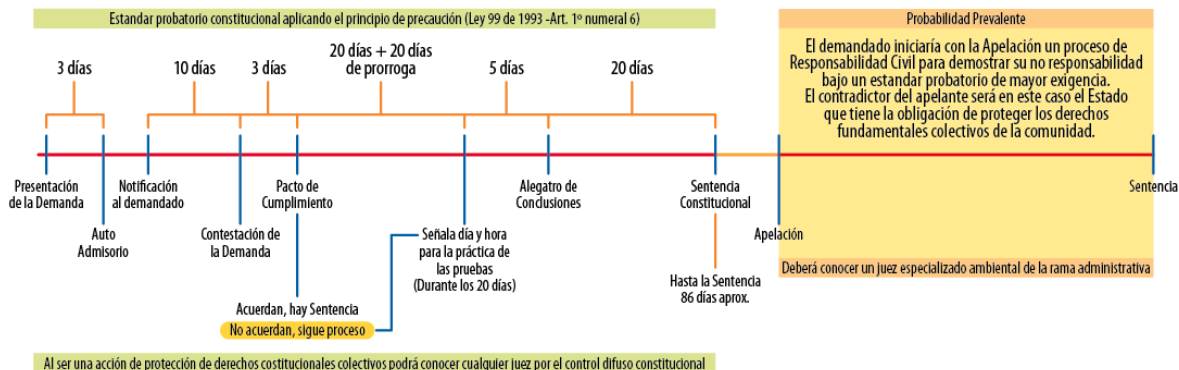 Estandar probatorio constitucional aplicando el principio de precaución (Ley 99 de 1993 -Art. 1º numeral 6)
Probabilidad Prevalente
3 días
10 días
3 días
20 días + 20 días
de prorroga
5 días
20 días
El demandado iniciaría con la Apelación un proceso de
Responsabilidad Civil para demostrar su no responsabilidad
bajo un estandar probatorio de mayor exigencia.
El contradictor del apelante será en este caso el Estado
que tiene la obligación de proteger los derechos
fundamentales colectivos de la comunidad.
Presentación
de la Demanda
Auto
Admisorio
Notificación
al demandado
Contestación de
la Demanda
Pacto de
Cumplimiento
Acuerdan, hay Sentencia
No acuerdan, sigue proceso
Señala día y hora
para la práctica de
las pruebas
(Durante los 20 días)
Alegatro de
Conclusiones
Sentencia
Constitucional
Hasta la Sentencia
86 días aprox.
Apelación
Sentencia
Deberá conocer un juez especializado ambiental de la rama administrativa
Al ser una acción de protección de derechos costitucionales colectivos podrá conocer cualquier juez por el control difuso constitucional